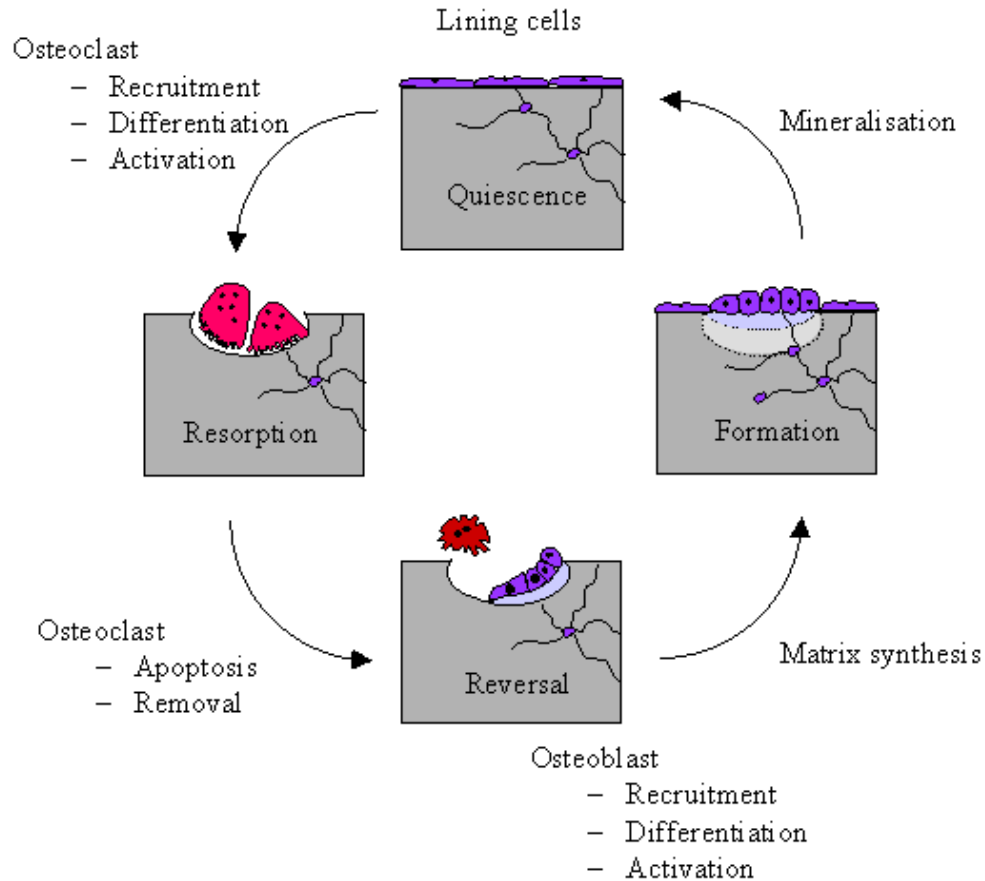 Lining cells
Osteoclast
– Recruitment
– Differentiation
– Activation
Mineralisation
Quiescence
Resorption
Formation
Osteoclast
– Apoptosis
– Removal
Reversal
Matrix synthesis
Osteoblast
– Recruitment
– Differentiation
– Activation